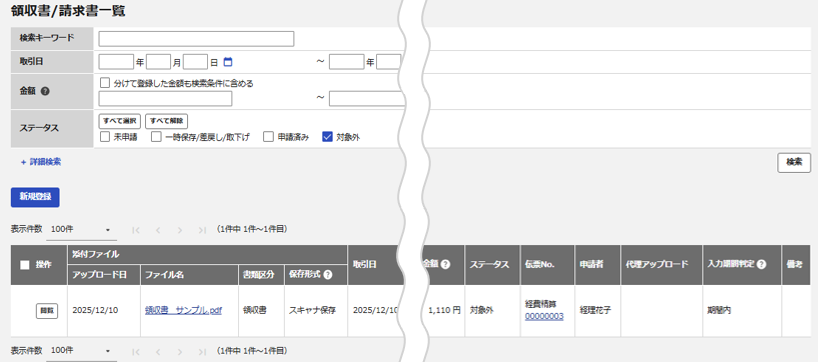 領収書/請求書一覧
検索キーワード
取引日 年 月 日 ～ 年
金額 ? 分けて登録した金額も検索条件に含める
～
ステータス すべて選択 すべて解除
未申請 一時保存/差戻し/取下げ 申請済み 対象外
+ 詳細検索 検索
新規登録
表示件数 100件 (1件中 1件〜1件目)
操作 添付ファイル 取引日 金額 ? ステータス 伝票No. 申請者 代理アップロード 入力期間判定 ? 備考
アップロード日 ファイル名 書類区分 保存形式 ?
閲覧 2025/12/10 領収書 サンプル.pdf 領収書 スキャナ保存 2025/12/10 1,110 円 対象外 経費精算 経理花子 期間内
00000003
表示件数 100件 (1件中 1件〜1件目)